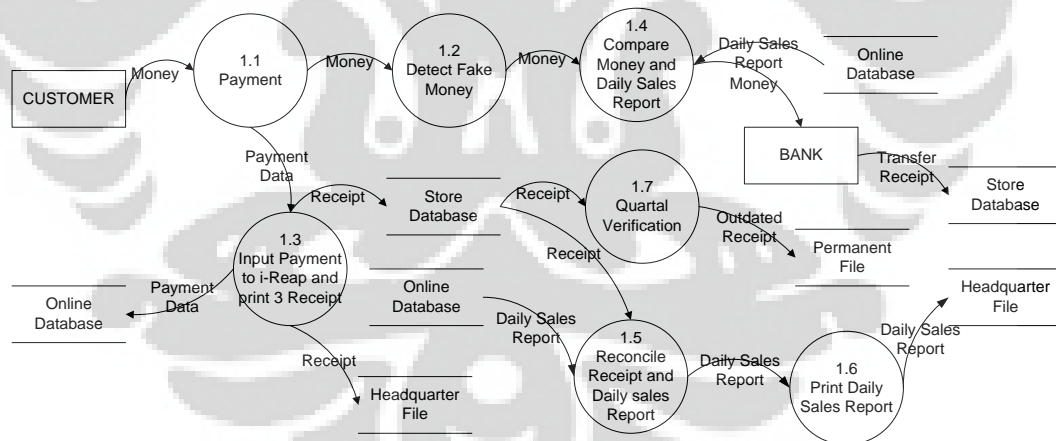 CUSTOMER
Money
1.1
Payment
Money
1.2
Detect Fake
Money
Money
1.4
Compare
Money and
Daily Sales
Report
Daily Sales
Report
Money
Online
Database
BANK
Transfer
Receipt
Store
Database
Payment
Data
Receipt
Store
Database
Receipt
1.7
Quartal
Verification
Outdated
Receipt
Permanent
File
1.3
Input Payment
to i-Reap and
print 3 Receipt
Payment
Data
Online
Database
Receipt
Headquarter
File
Online
Database
Daily Sales
Report
Receipt
1.5
Reconcile
Receipt and
Daily sales
Report
Daily Sales
Report
1.6
Print Daily
Sales Report
Daily Sales
Report
Headquarter
File